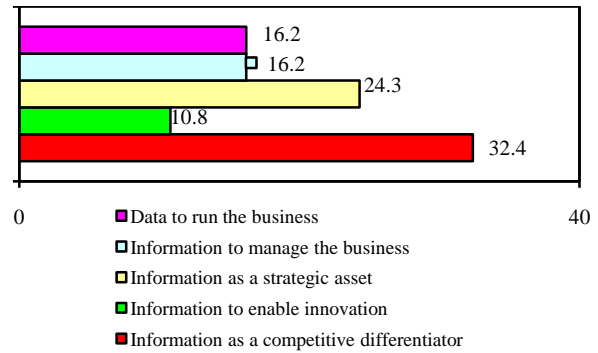 16.2
16.2
24.3
10.8
32.4
0 40
Data to run the business
Information to manage the business
Information as a strategic asset
Information to enable innovation
Information as a competitive differentiator